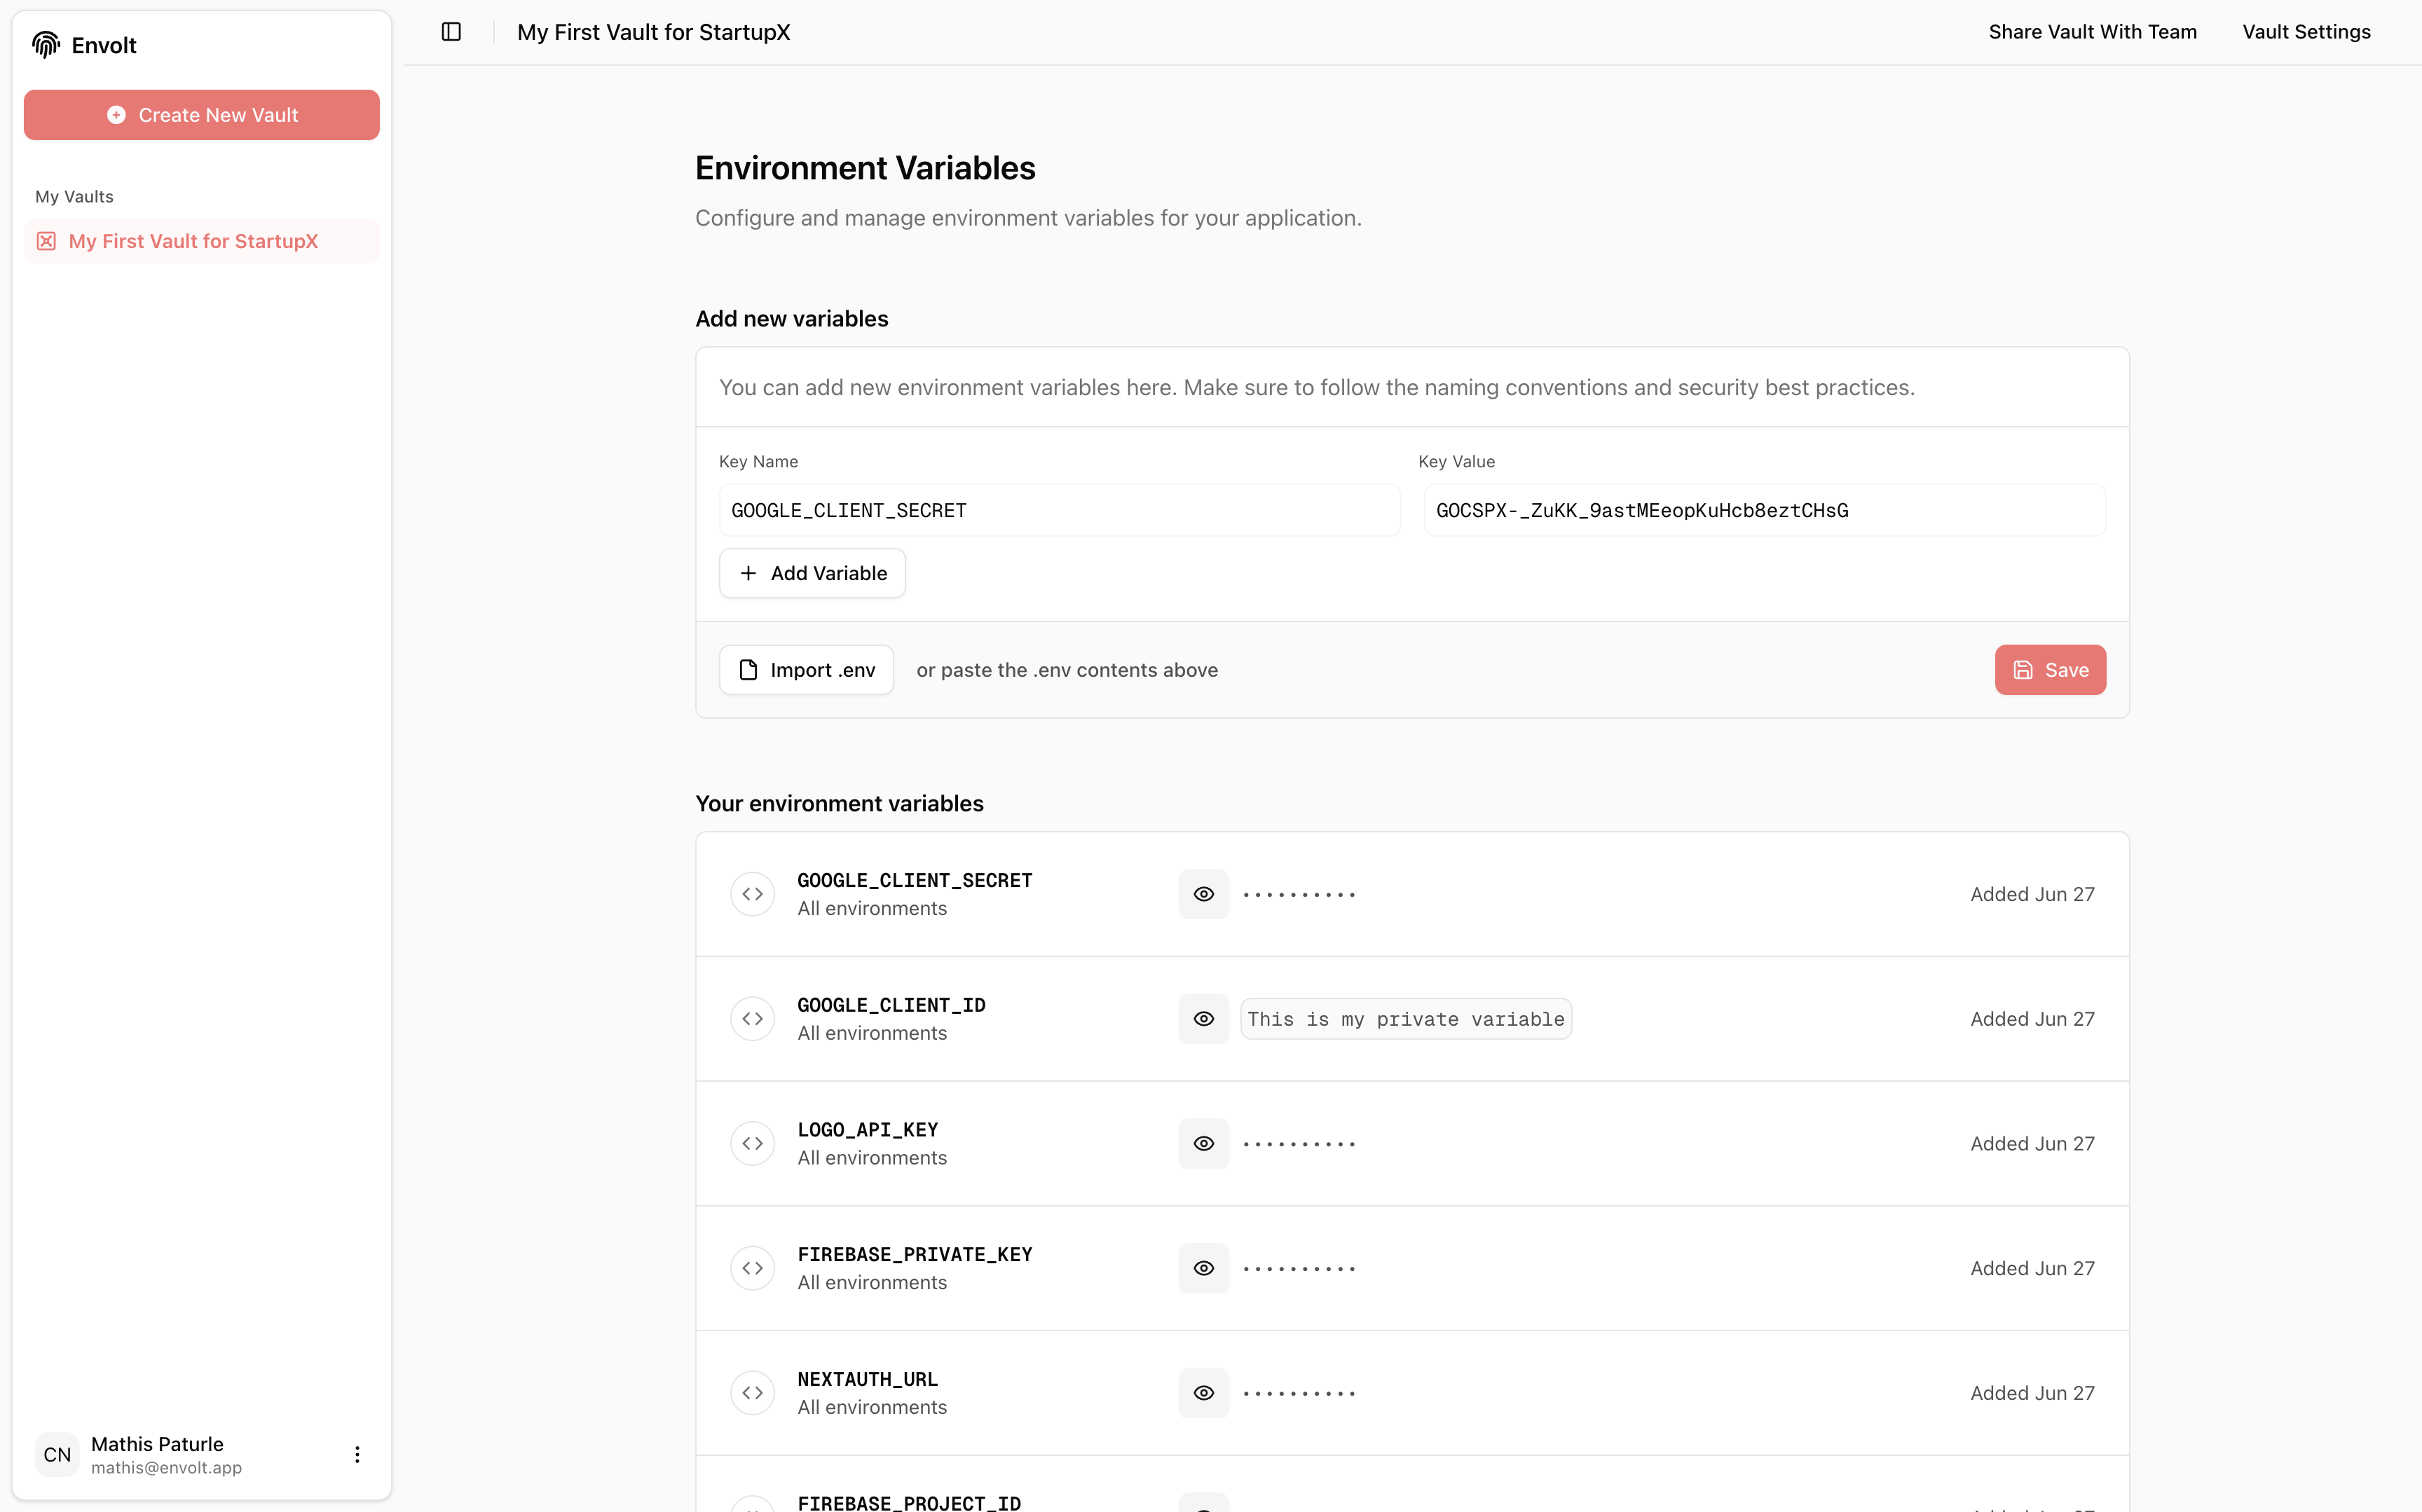 Envolt
Create New Vault
My Vaults
My First Vault for StartupX
Mathis Paturle
CN
mathis@envolt.app
My First Vault for StartupX
Share Vault With Team
Vault Settings
Environment Variables
Configure and manage environment variables for your application.
Add new variables
You can add new environment variables here. Make sure to follow the naming conventions and security best practices.
Key Name
Key Value
GOOGLE_CLIENT_SECRET
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
Add Variable
Import .env
or paste the .env contents above
Save
Your environment variables
GOOGLE_CLIENT_SECRET
All environments
••••••••••
Added Jun 27
GOOGLE_CLIENT_ID
All environments
This is my private variable
Added Jun 27
LOGO_API_KEY
All environments
••••••••••
Added Jun 27
FIREBASE_PRIVATE_KEY
All environments
••••••••••
Added Jun 27
NEXTAUTH_URL
All environments
••••••••••
Added Jun 27
FIREBASE_PROJECT_ID